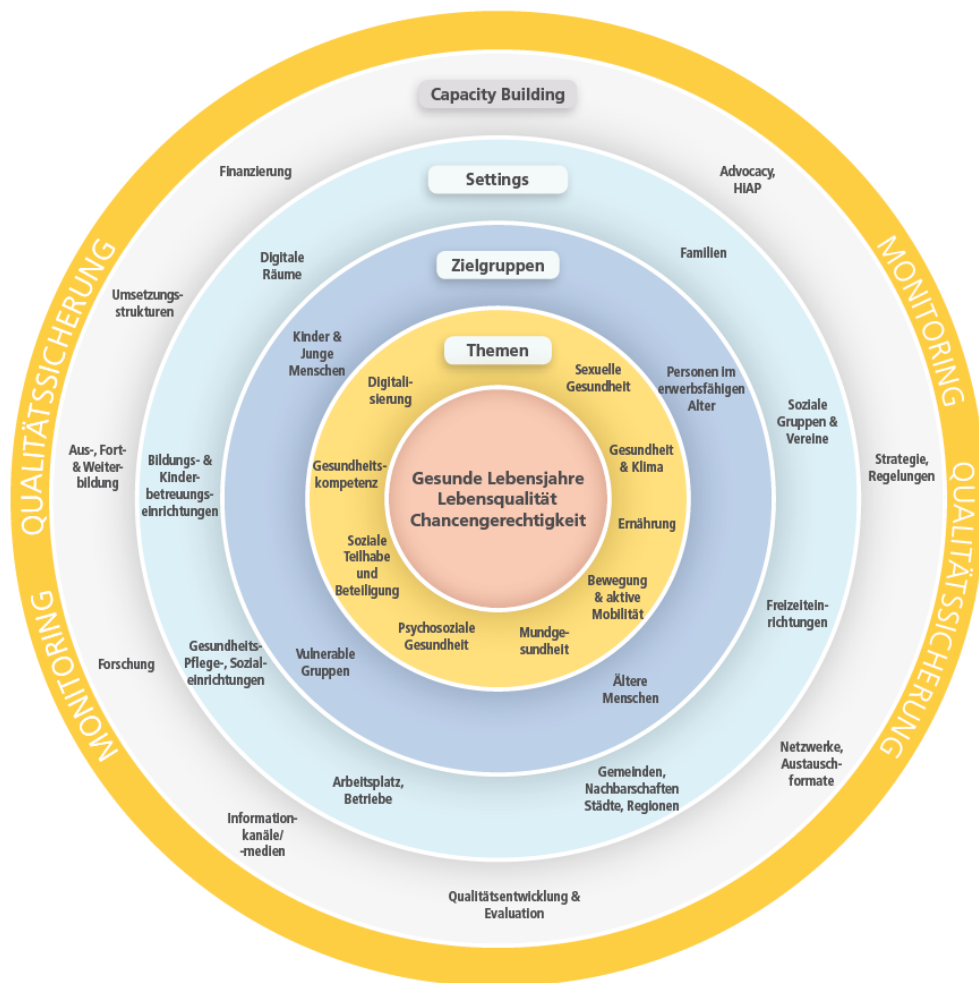 Capacity Building
Finanzierung
Advocacy,
HiAP
Umsetzungs-
strukturen
Aus-, Fort-
& Weiter-
bildung
Strategie,
Regelungen
Forschung
Netzwerke,
Austausch-
formate
Information-
kanäle/
-medien
Qualitätsentwicklung &
Evaluation
Settings
Digitale
Räume
Familien
Soziale
Gruppen &
Vereine
Bildungs- &
Kinder-
betreuungs-
einrichtungen
Freizeitein-
richtungen
Gesundheits-
Pflege-, Sozial-
einrichtungen
Arbeitsplatz,
Betriebe
Gemeinden,
Nachbarschaften
Städte, Regionen
Zielgruppen
Kinder &
Junge
Menschen
Personen im
erwerbsfähigen
Alter
Vulnerable
Gruppen
Ältere
Menschen
Themen
Digitali-
sierung
Sexuelle
Gesundheit
Gesundheits-
kompetenz
Gesundheit
& Klima
Ernährung
Soziale
Teilhabe
und
Beteiligung
Bewegung
& aktive
Mobilität
Psychosoziale
Gesundheit
Mundge-
sundheit
Gesunde Lebensjahre
Lebensqualität
Chancengerechtigkeit
QUALITÄTSSICHERUNG
MONITORING
MONITORING
QUALITÄTSSICHERUNG